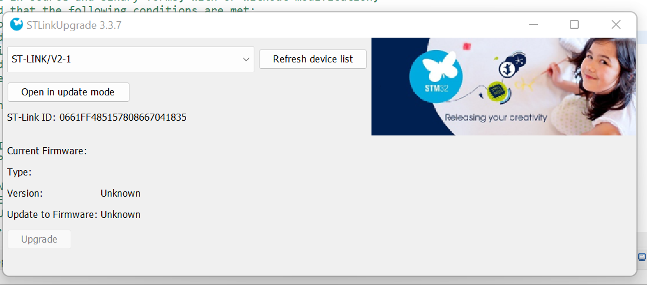 that the following conditions are met:
STLinkUpgrade 3.3.7
ST-LINK/V2-1
Refresh device list
Open in update mode
ST-Link ID: 0661FF485157808667041835
STM32
Releasing your creativity
Current Firmware:
Type:
Version: Unknown
Update to Firmware: Unknown
Upgrade